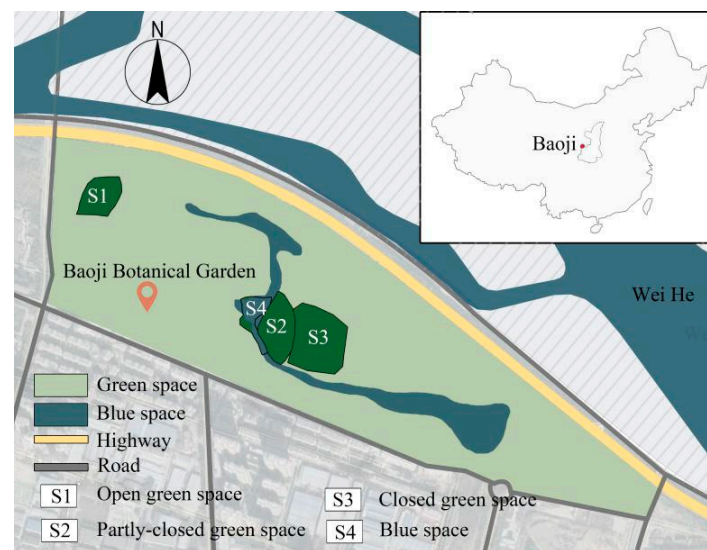 N
Baoji
S1
Baoji Botanical Garden
Wei He
S4
S2
S3
Green space
Blue space
Highway
Road
S1 Open green space
S3 Closed green space
S2 Partly-closed green space
S4 Blue space